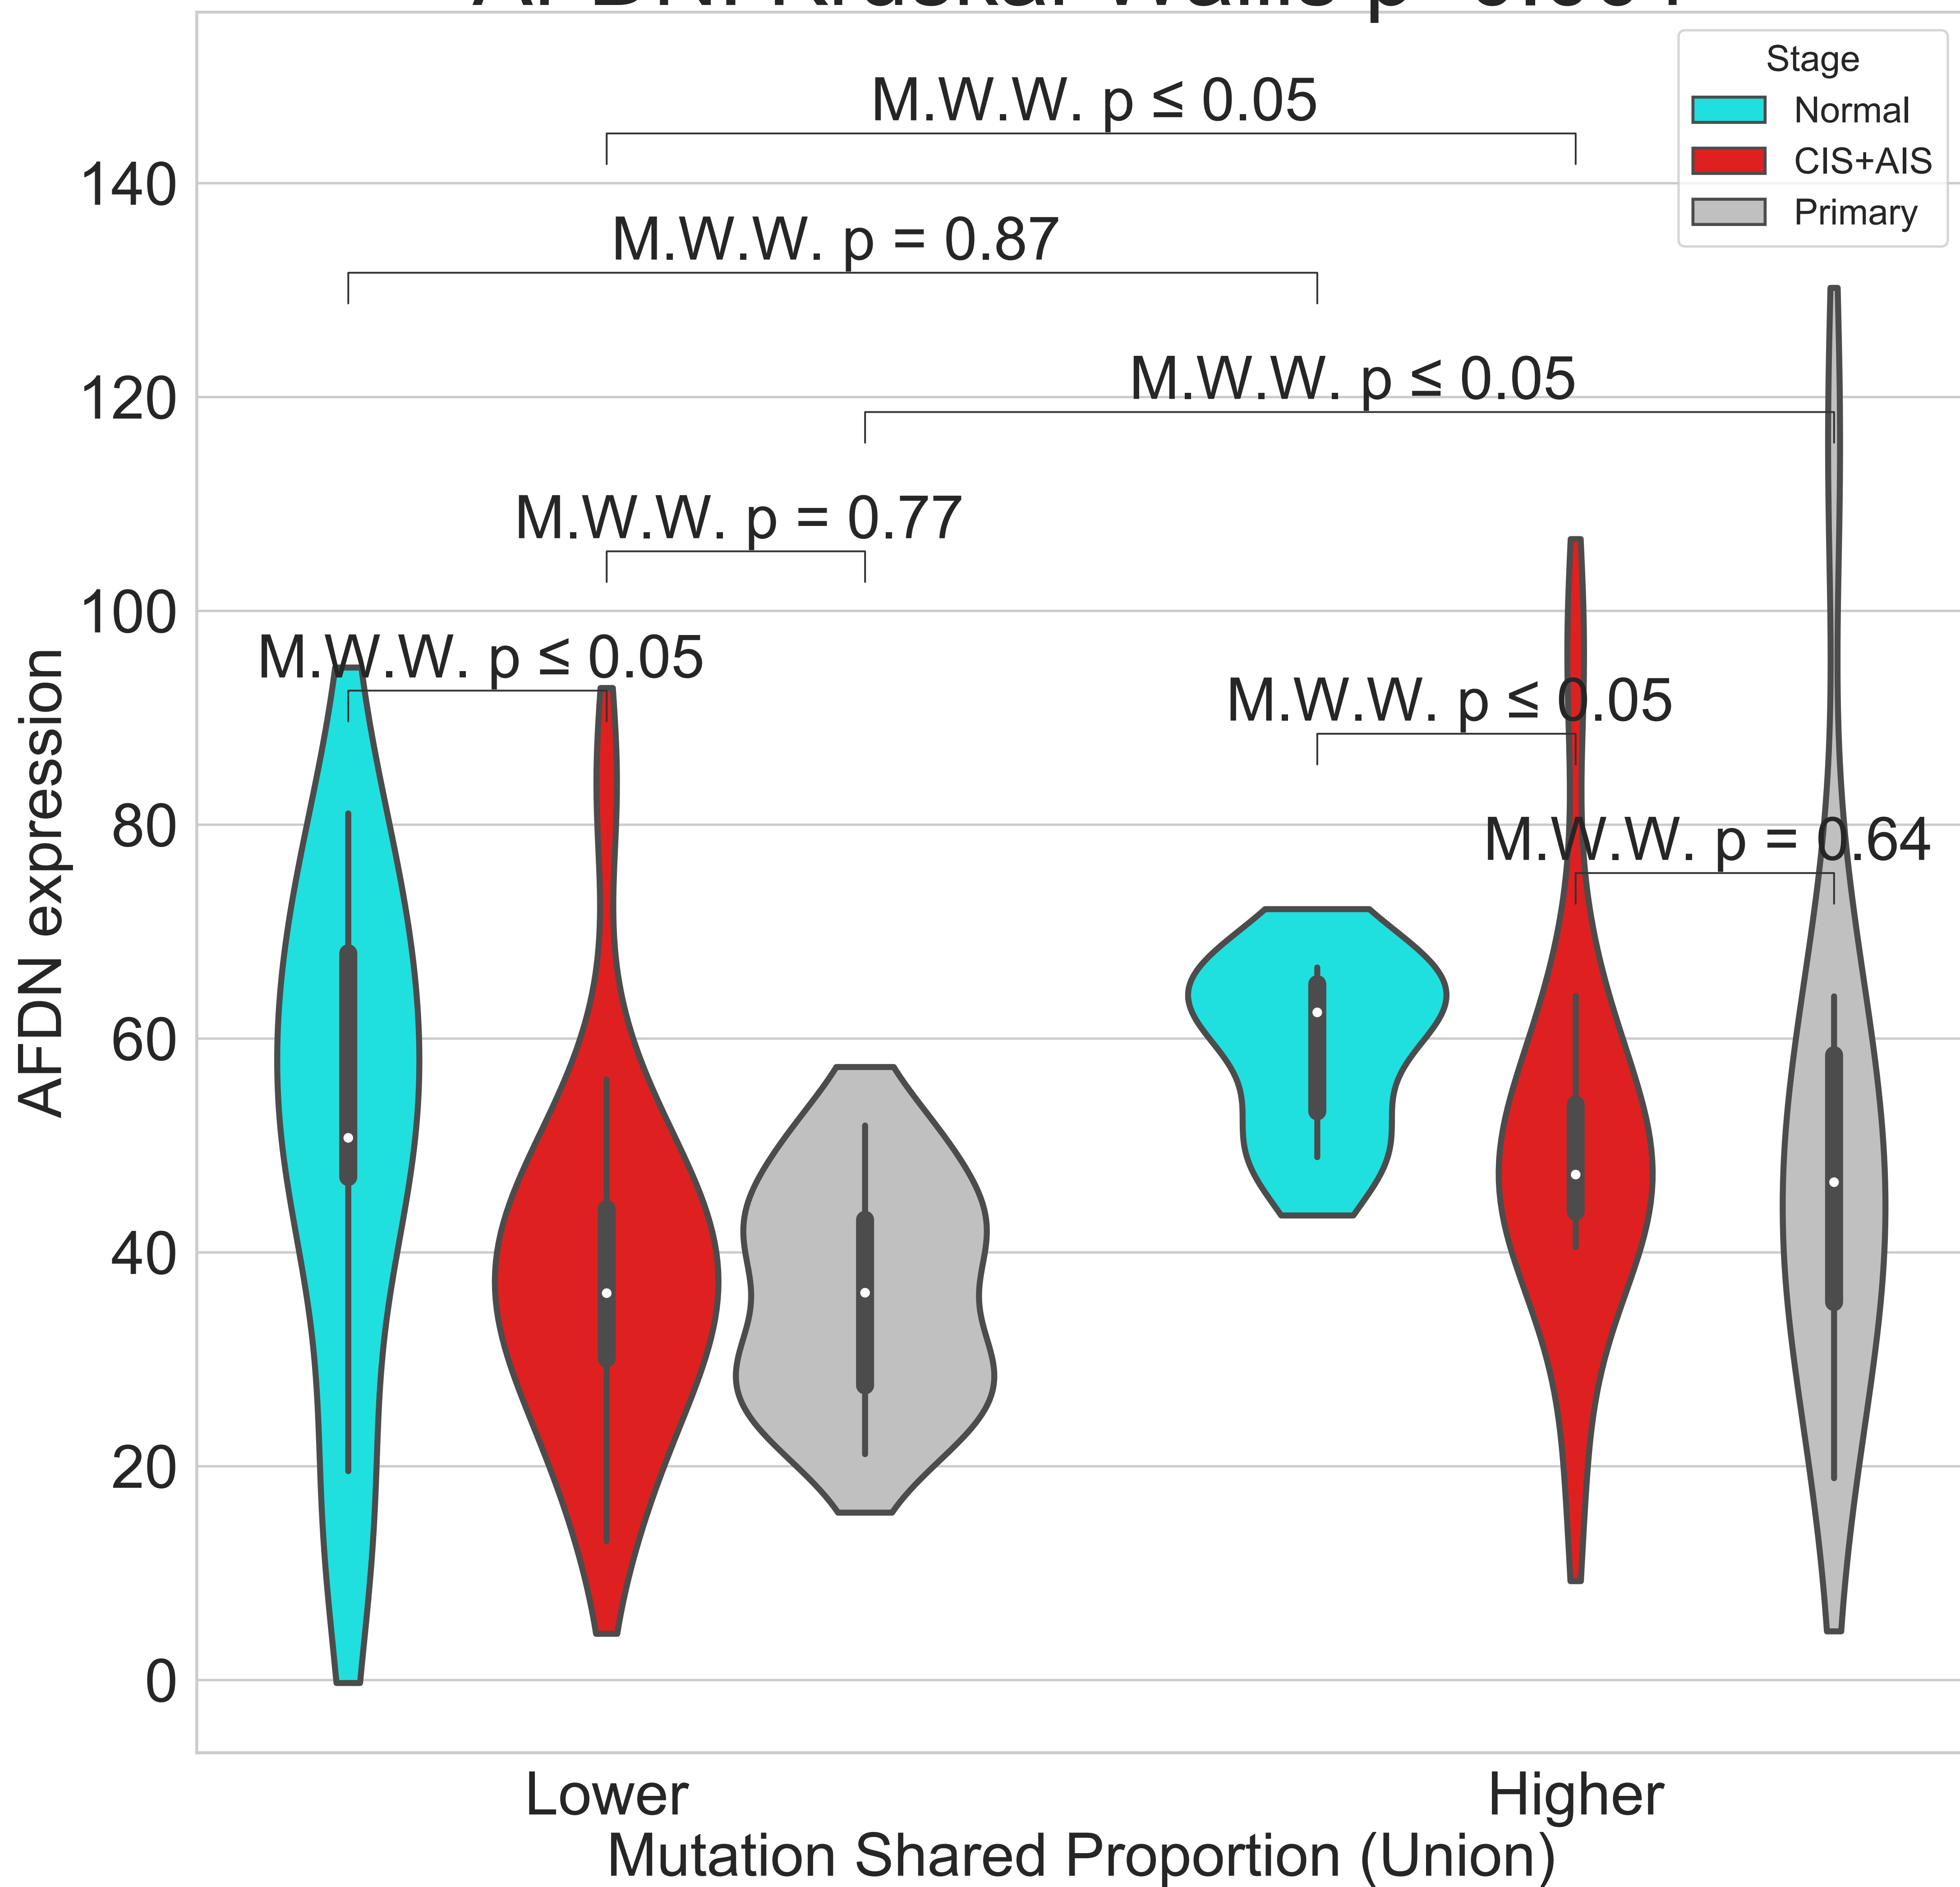 Stage
Normal
CIS+AIS
Primary
M.W.W. p ≤ 0.05
M.W.W. p = 0.87
M.W.W. p ≤ 0.05
M.W.W. p = 0.77
M.W.W. p ≤ 0.05
M.W.W. p ≤ 0.05
M.W.W. p = 0.64
140
120
100
80
60
40
20
0
AFDN expression
Lower
Higher
Mutation Shared Proportion (Union)